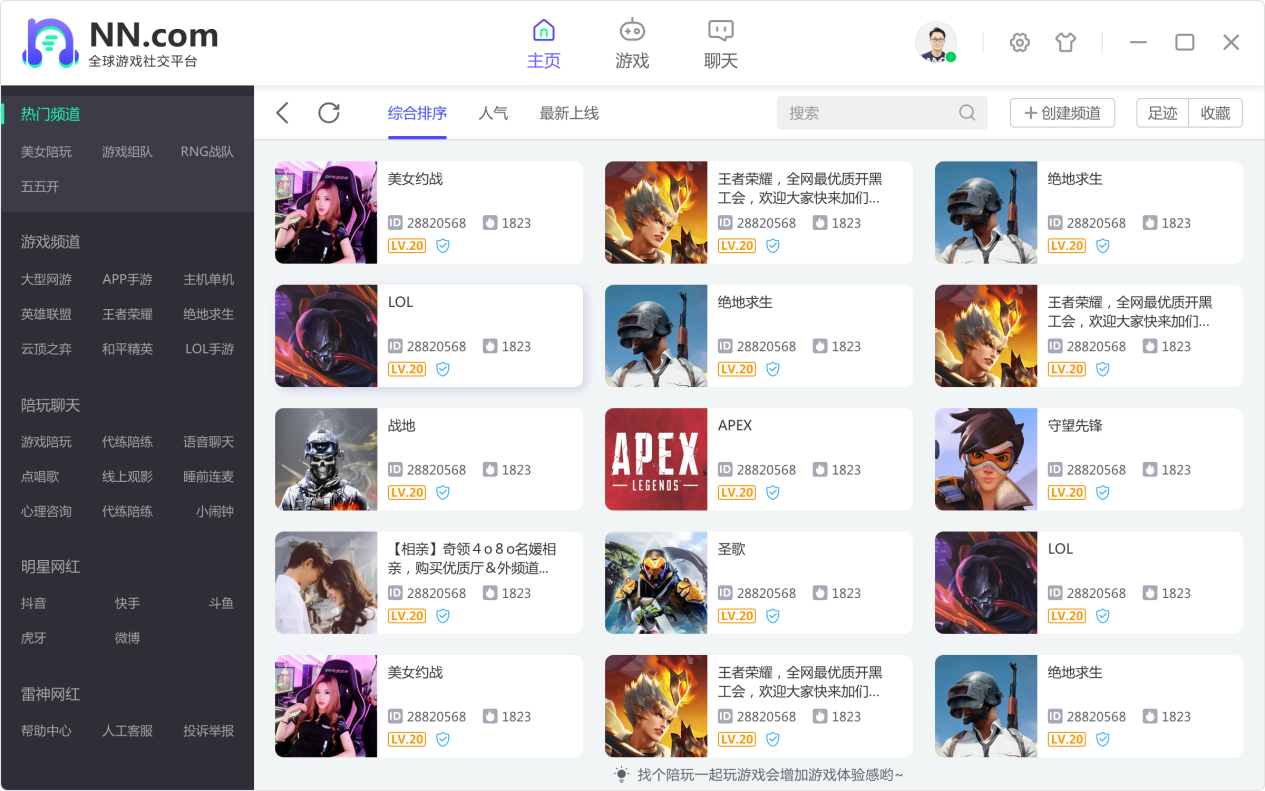 NN.com
全球游戏社交平台
主页
游戏
聊天
热门频道
美女陪玩 游戏组队 RNG战队
五五开
游戏频道
大型网游 APP手游 主机单机
英雄联盟 王者荣耀 绝地求生
云顶之弈 和平精英 LOL手游
陪玩聊天
游戏陪玩 代练陪练 语音聊天
点唱歌 线上观影 睡前连麦
心理咨询 代练陪练 小闹钟
明星网红
抖音 快手 斗鱼
虎牙 微博
雷神网红
帮助中心 人工客服 投诉举报
综合排序 人气 最新上线
搜索
+创建频道
足迹 收藏
美女约战
ID 28820568 1823
LV.20
王者荣耀，全网最优质开黑
工会，欢迎大家快来加们...
ID 28820568 1823
LV.20
绝地求生
ID 28820568 1823
LV.20
LOL
ID 28820568 1823
LV.20
绝地求生
ID 28820568 1823
LV.20
王者荣耀，全网最优质开黑
工会，欢迎大家快来加们...
ID 28820568 1823
LV.20
战地
ID 28820568 1823
LV.20
APEX
LEGENDS
APEX
ID 28820568 1823
LV.20
守望先锋
ID 28820568 1823
LV.20
【相亲】奇领４o８o名媛相
亲，购买优质厅＆外频道...
ID 28820568 1823
LV.20
圣歌
ID 28820568 1823
LV.20
LOL
ID 28820568 1823
LV.20
美女约战
ID 28820568 1823
LV.20
王者荣耀，全网最优质开黑
工会，欢迎大家快来加们...
ID 28820568 1823
LV.20
绝地求生
ID 28820568 1823
LV.20
找个陪玩一起玩游戏会增加游戏体验感哟~